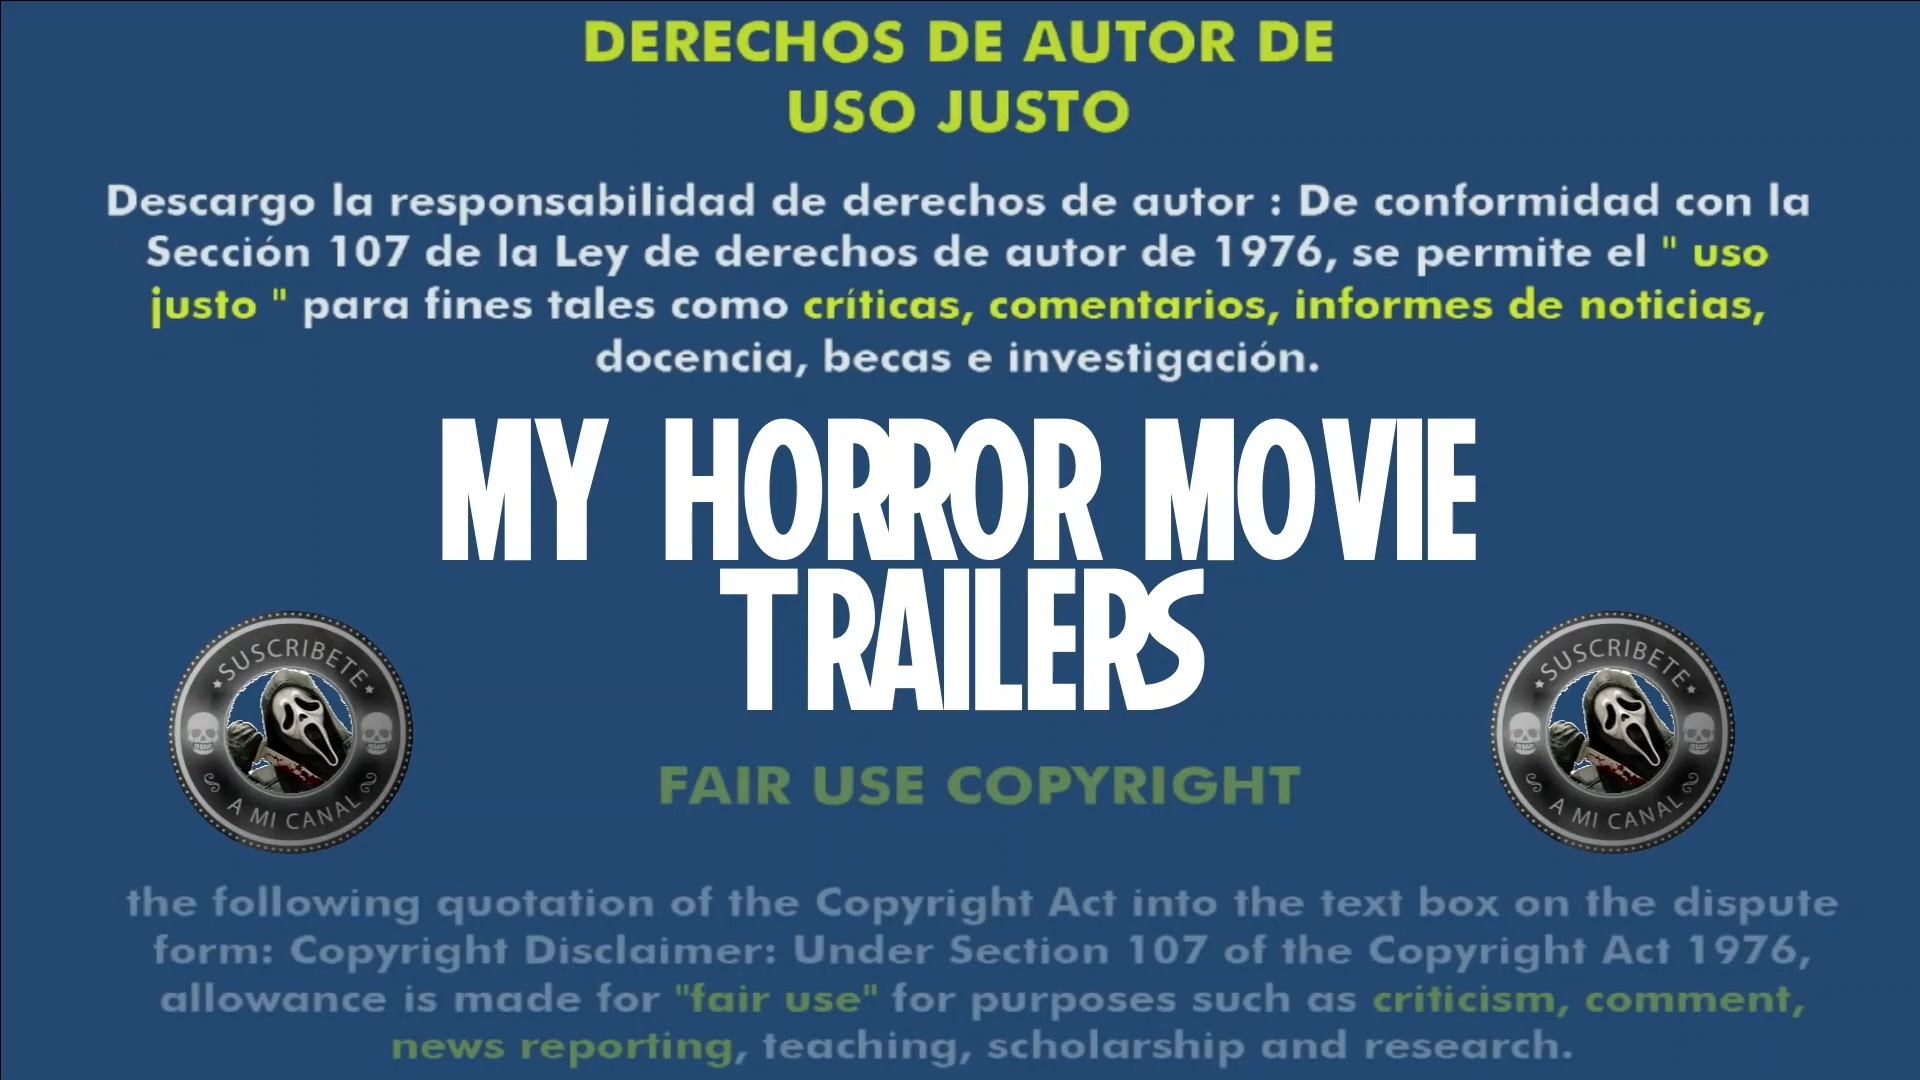 DERECHOS DE AUTOR DE
USO JUSTO
Descargo la responsabilidad de derechos de autor : De conformidad con la
Sección 107 de la Ley de derechos de autor de 1976, se permite el " uso
justo " para fines tales como críticas, comentarios, informes de noticias,
docencia, becas e investigación.
MY HORROR MOVIE
TRAILERS
SUSCRIBETE
A MI CANAL
SUSCRIBETE
A MI CANAL
FAIR USE COPYRIGHT
the following quotation of the Copyright Act into the text box on the dispute
form: Copyright Disclaimer: Under Section 107 of the Copyright Act 1976,
allowance is made for "fair use" for purposes such as criticism, comment,
news reporting, teaching, scholarship and research.